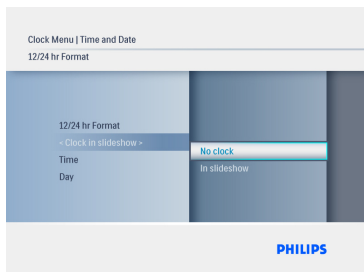 Clock Menu | Time and Date
12/24 hr Format
12/24 hr Format
< Clock in slideshow >
Time
Day
No clock
In slideshow
PHILIPS